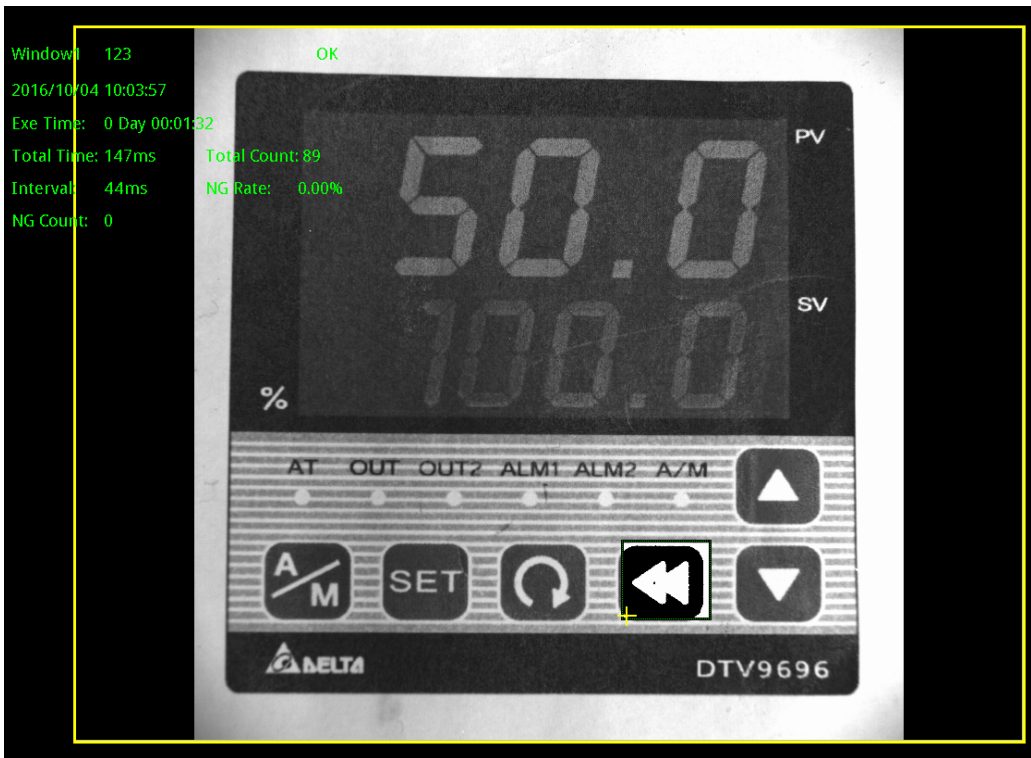 Window1 123 OK
2016/10/04 10:03:57
Exe Time: 0 Day 00:01:32
Total Time: 147ms Total Count: 89
Interval: 44ms NG Rate: 0.00%
NG Count: 0
PV
50.0
SV
100.0
%
AT OUT OUT2 ALM1 ALM2 A/M
A/M SET
DELTA DTV9696